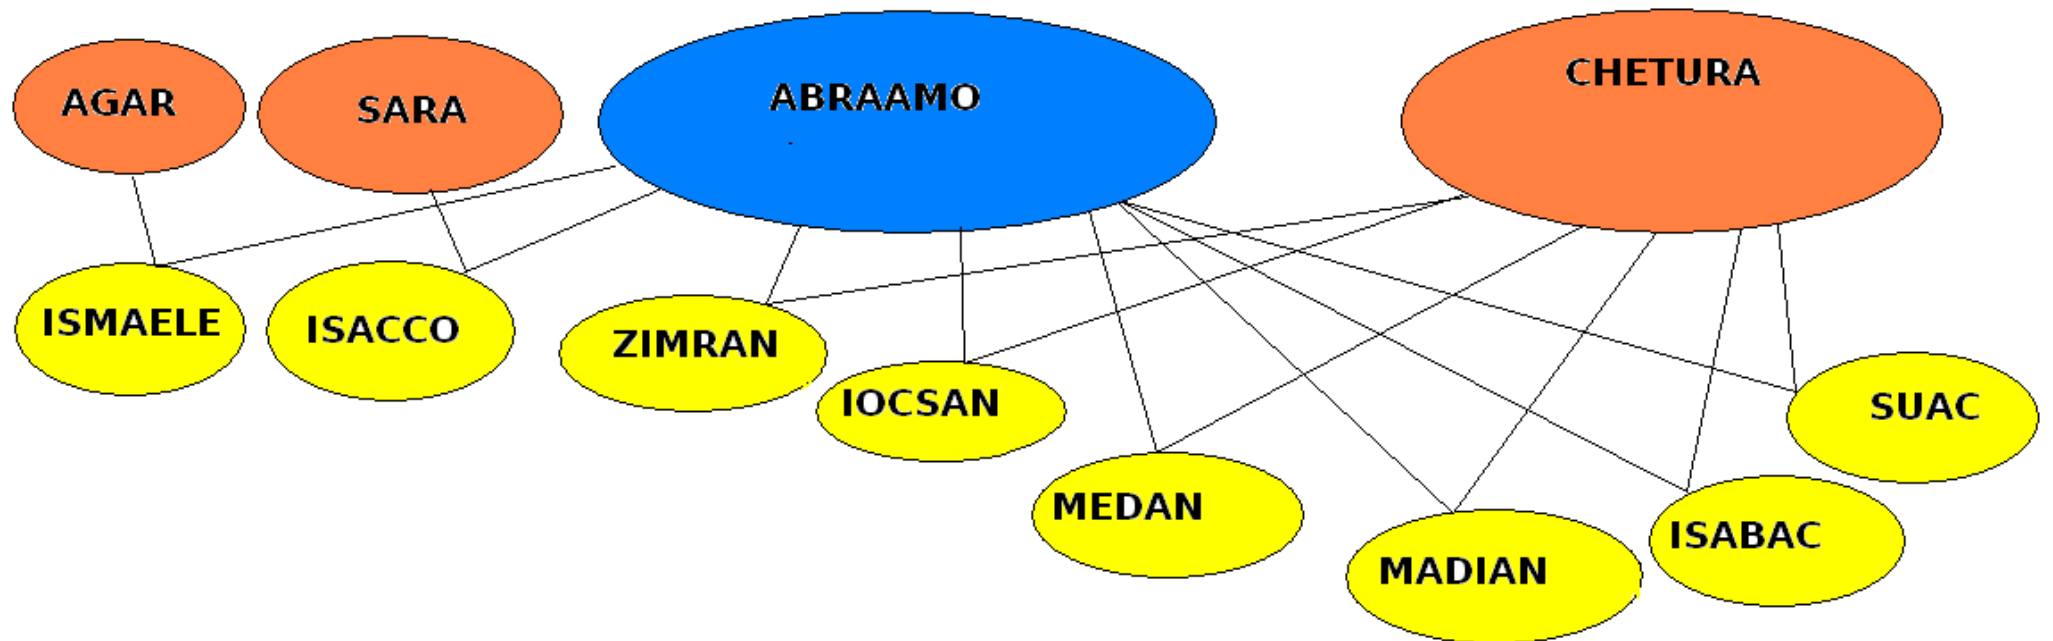 AGAR
SARA
ABRAAMO
CHETURA
ISMAELE
ISACCO
ZIMRAN
IOCSAN
MEDAN
MADIAN
ISABAC
SUAC